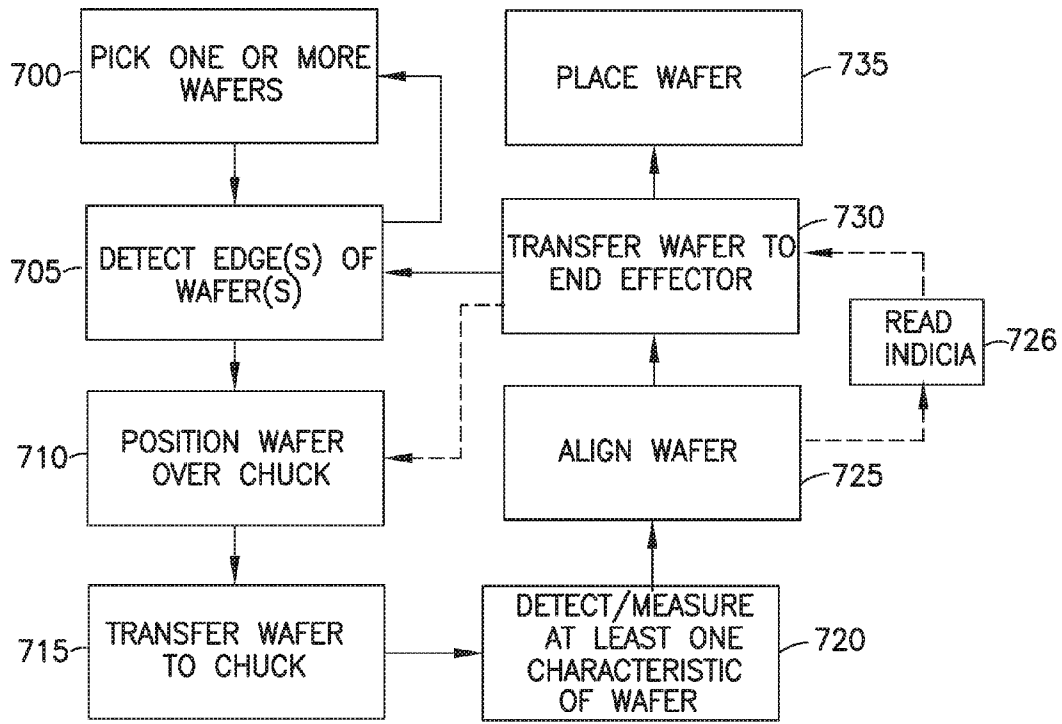 700
PICK ONE OR MORE
WAFERS
705
DETECT EDGE(S) OF
WAFER(S)
710
POSITION WAFER
OVER CHUCK
715
TRANSFER WAFER
TO CHUCK
DETECT/MEASURE
AT LEAST ONE
CHARACTERISTIC
OF WAFER
720
ALIGN WAFER
725
READ
INDICIA
726
TRANSFER WAFER TO
END EFFECTOR
730
PLACE WAFER
735